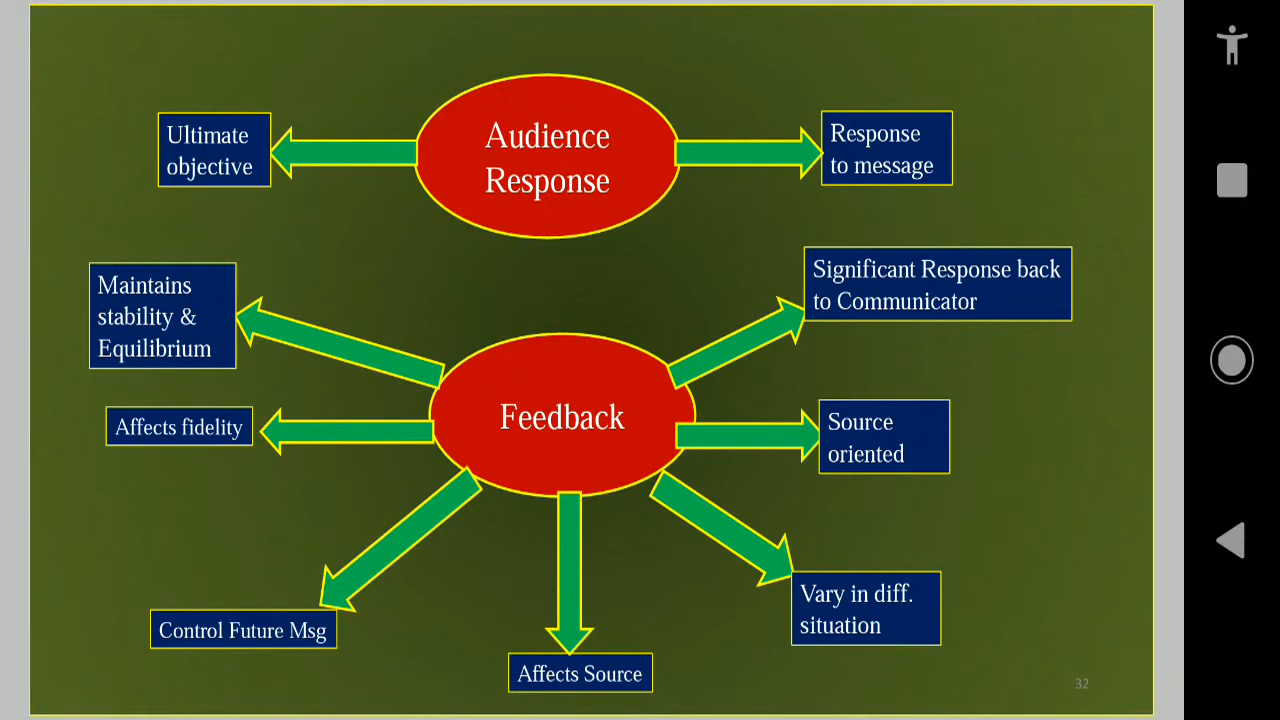 Audience
Response
Ultimate
objective
Response
to message
Maintains
stability &
Equilibrium
Significant Response back
to Communicator
Feedback
Affects fidelity
Source
oriented
Control Future Msg
Vary in diff.
situation
Affects Source
32